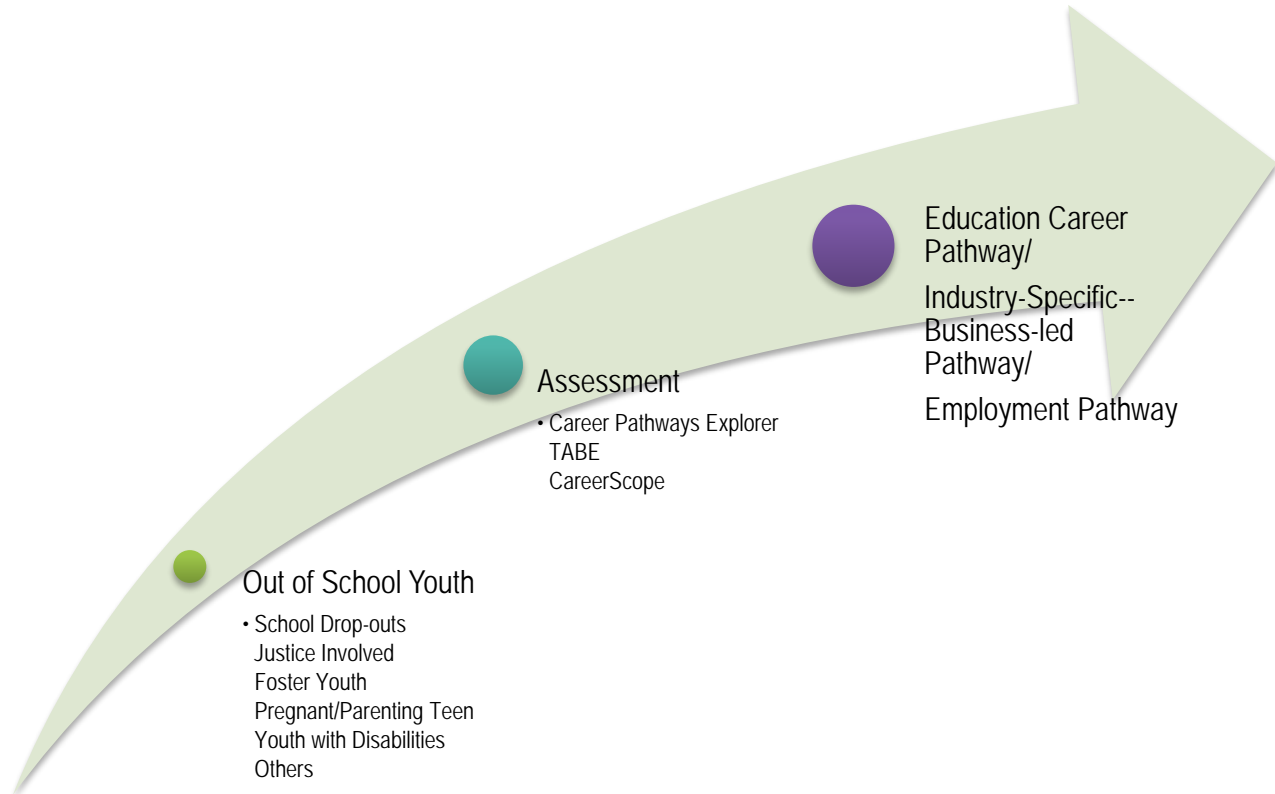 Out of School Youth
• School Drop-outs
Justice Involved
Foster Youth
Pregnant/Parenting Teen
Youth with Disabilities
Others
Assessment
• Career Pathways Explorer
TABE
CareerScope
Education Career
Pathway/
Industry-Specific--
Business-led
Pathway/
Employment Pathway